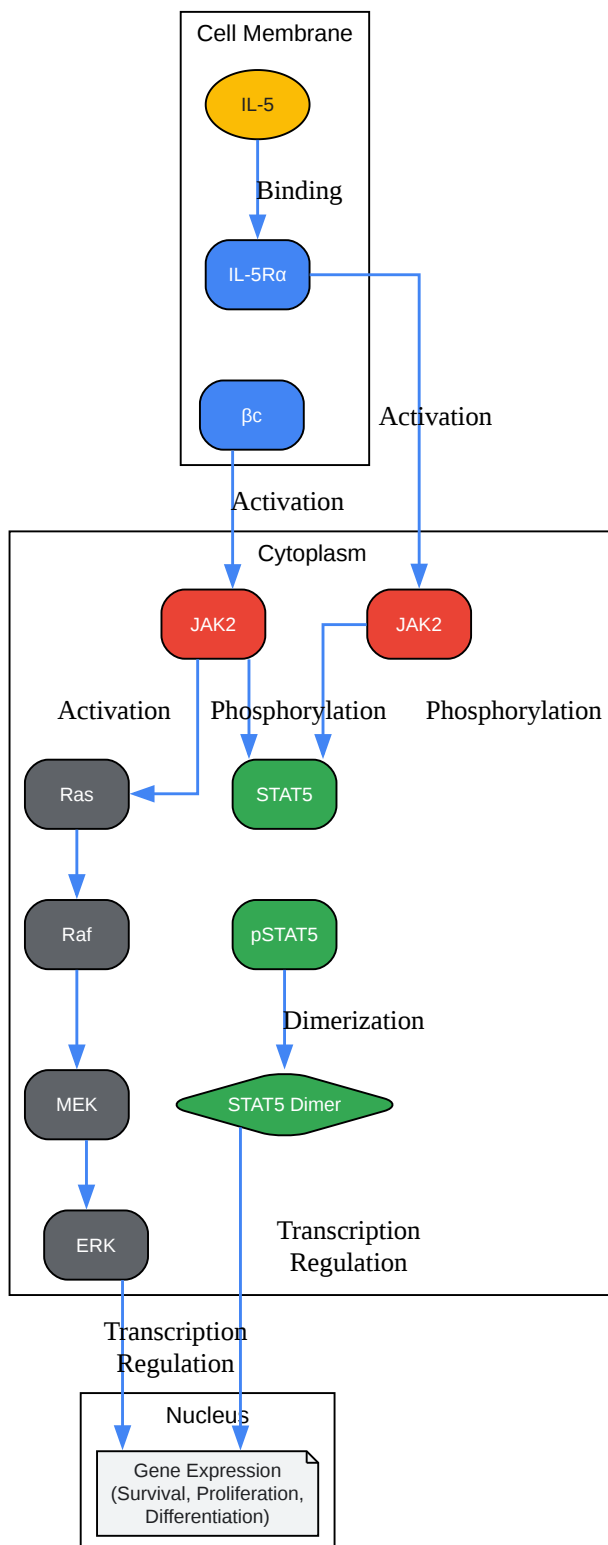 Cell Membrane
IL-5
Binding
IL-5Rα
βc
Activation
Activation
Cytoplasm
JAK2
JAK2
Activation
Phosphorylation
Phosphorylation
Ras
STAT5
Raf
pSTAT5
Dimerization
MEK
STAT5 Dimer
ERK
Transcription
Regulation
Transcription
Regulation
Nucleus
Gene Expression
(Survival, Proliferation,
Differentiation)